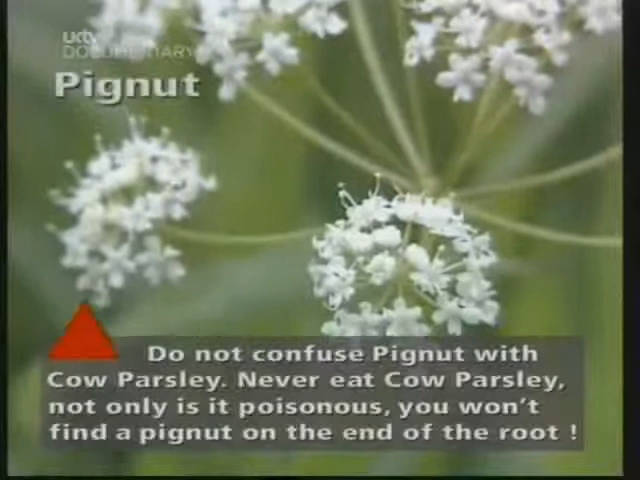 uktv
DOCUMENTARY
Pignut
Do not confuse Pignut with
Cow Parsley. Never eat Cow Parsley,
not only is it poisonous, you won't
find a pignut on the end of the root !